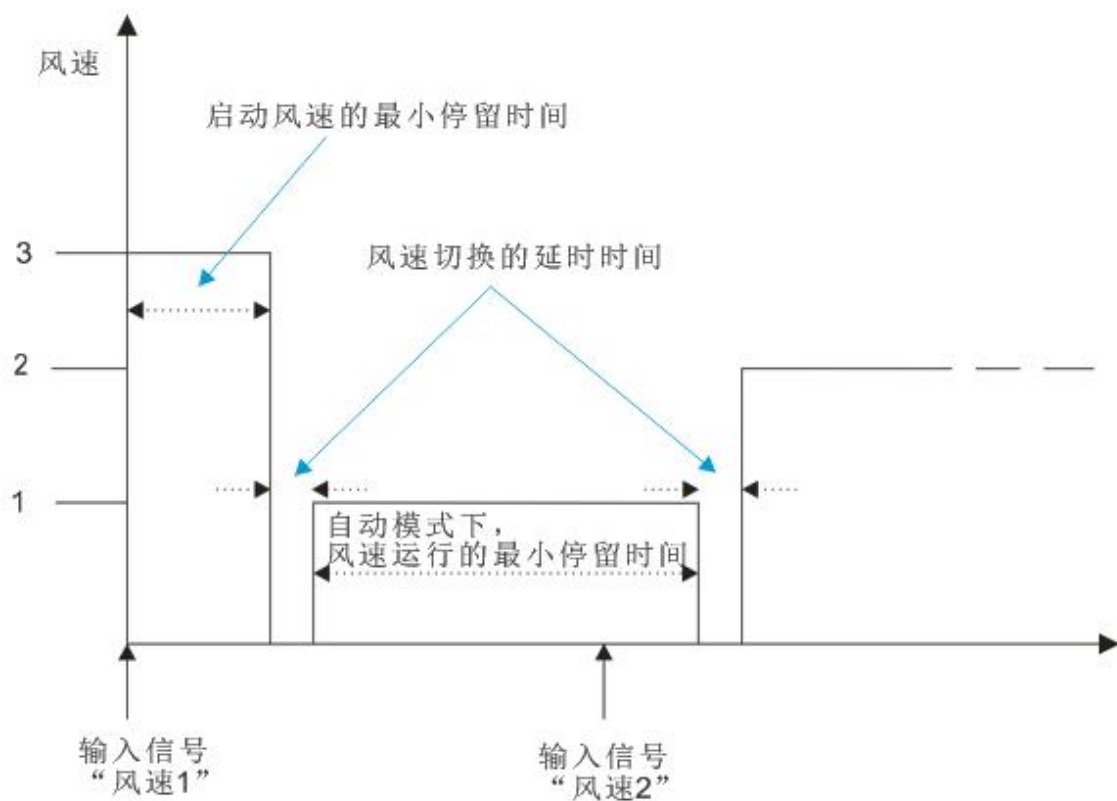 风速
启动风速的最小停留时间
3
风速切换的延时时间
2
1
自动模式下，
风速运行的最小停留时间
输入信号
“风速1”
输入信号
“风速2”